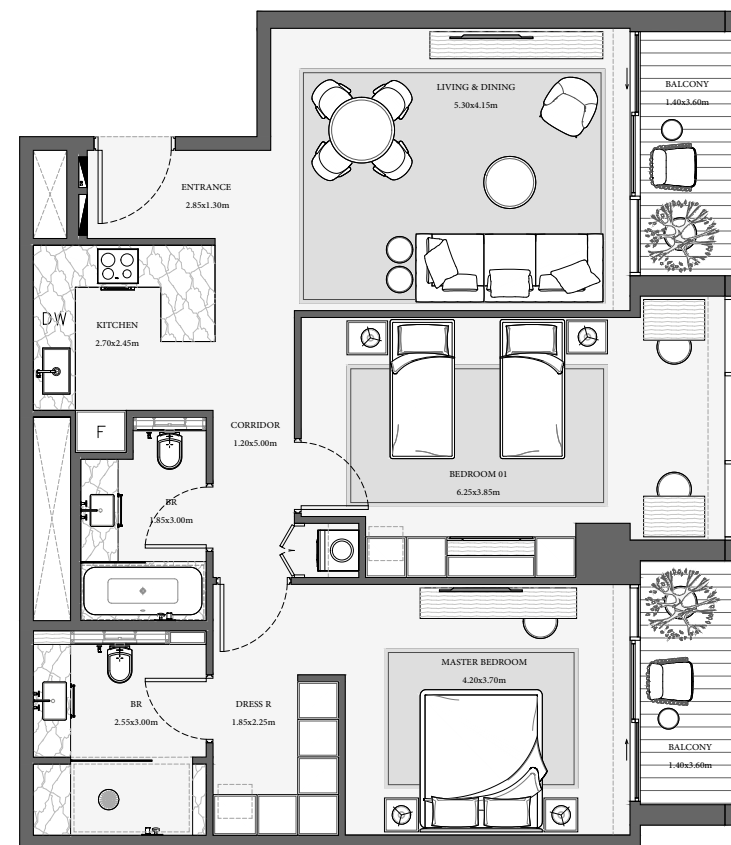 LIVING & DINING
5.30x4.15m
BALCONY
1.40x3.60m
ENTRANCE
2.85x1.30m
DW
KITCHEN
2.70x2.45m
F
CORRIDOR
1.20x5.00m
BEDROOM 01
6.25x3.85m
BR
1.85x3.00m
MASTER BEDROOM
4.20x3.70m
BR
2.55x3.00m
DRESS R
1.85x2.25m
BALCONY
1.40x3.60m